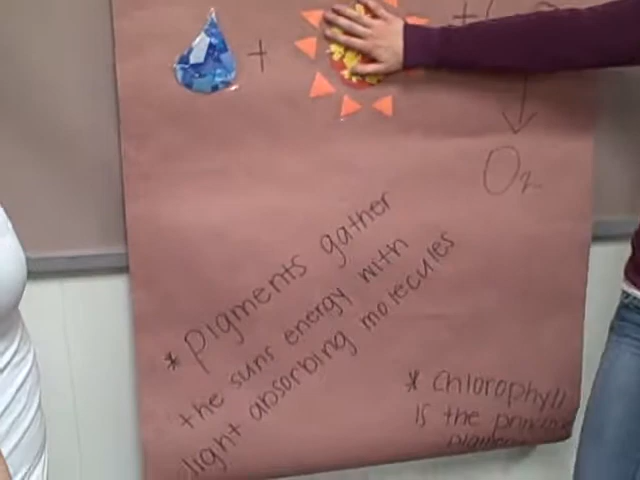 +
O2
* Pigments gather
the suns energy with
light absorbing molecules
* Chlorophyll
is the